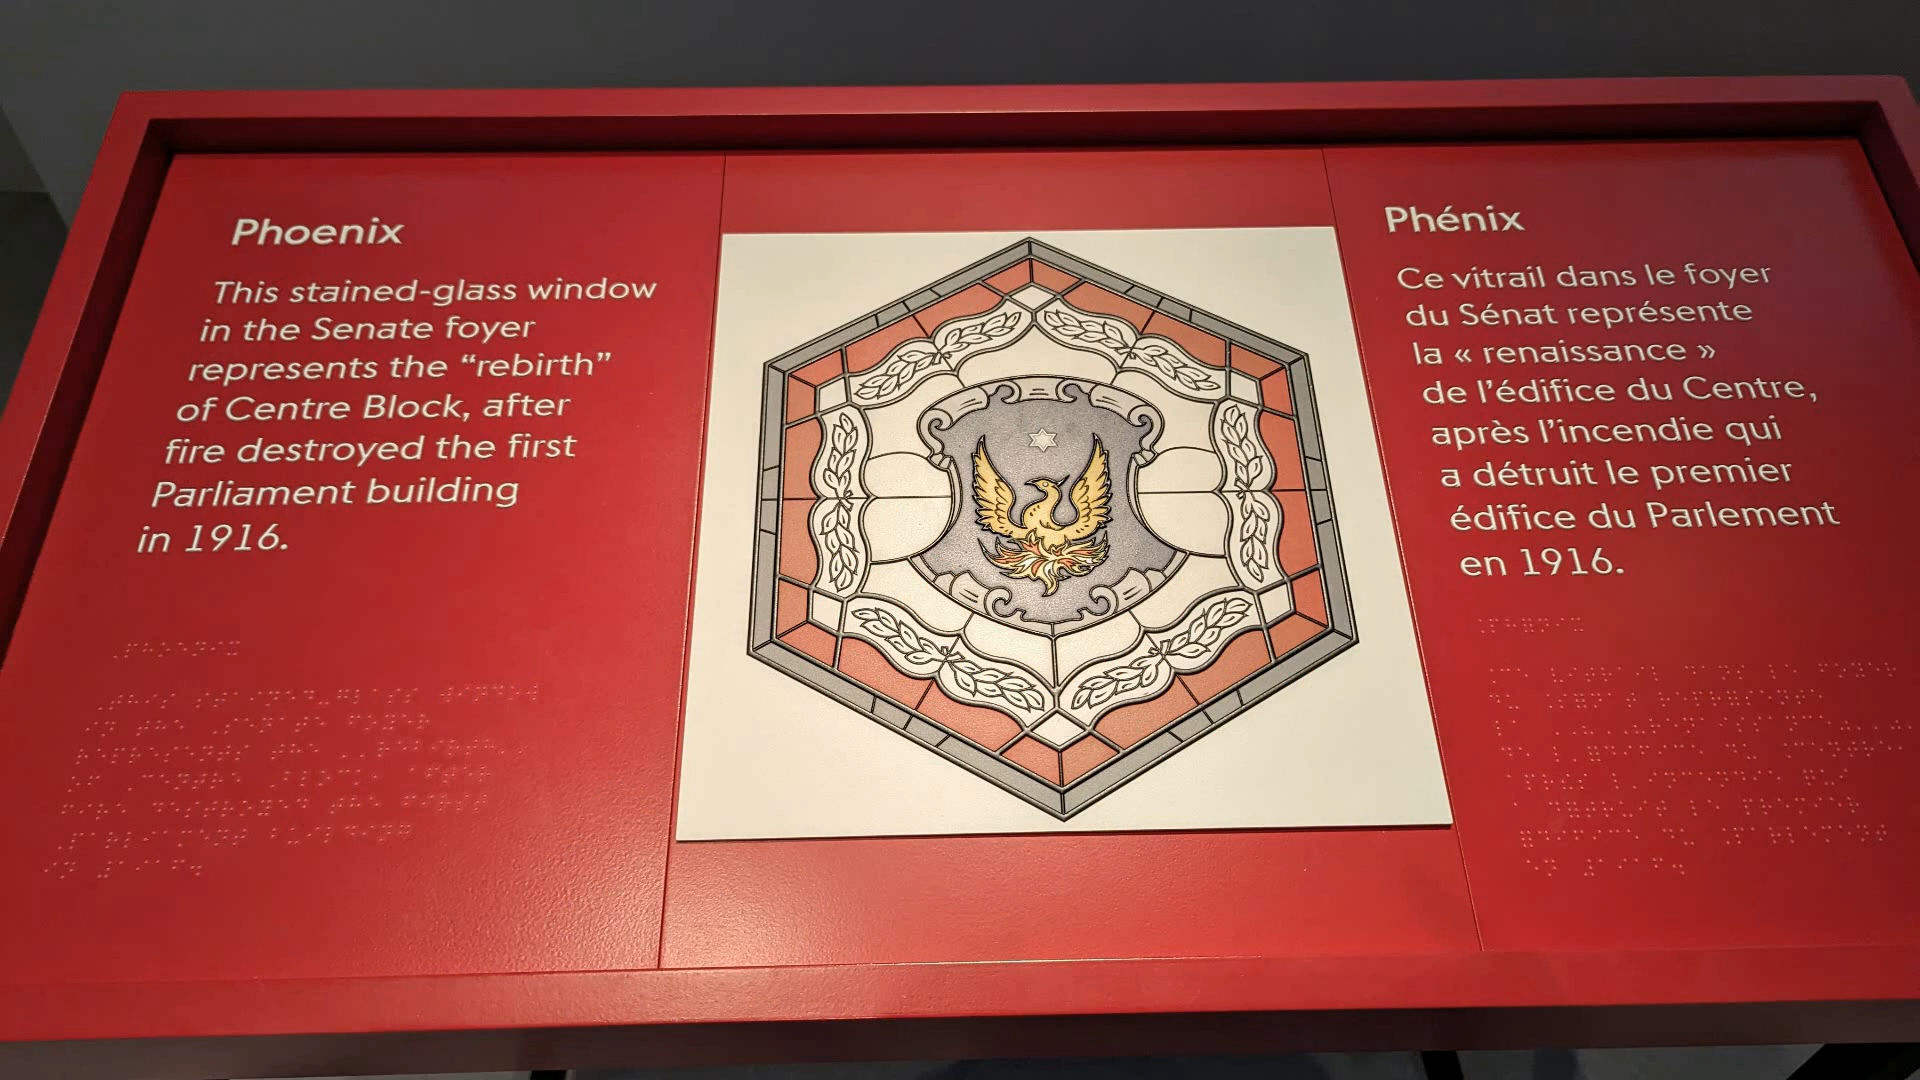 Phoenix
This stained-glass window
in the Senate foyer
represents the “rebirth”
of Centre Block, after
fire destroyed the first
Parliament building
in 1916.
Phénix
Ce vitrail dans le foyer
du Sénat représente
la « renaissance »
de l’édifice du Centre,
après l’incendie qui
a détruit le premier
édifice du Parlement
en 1916.